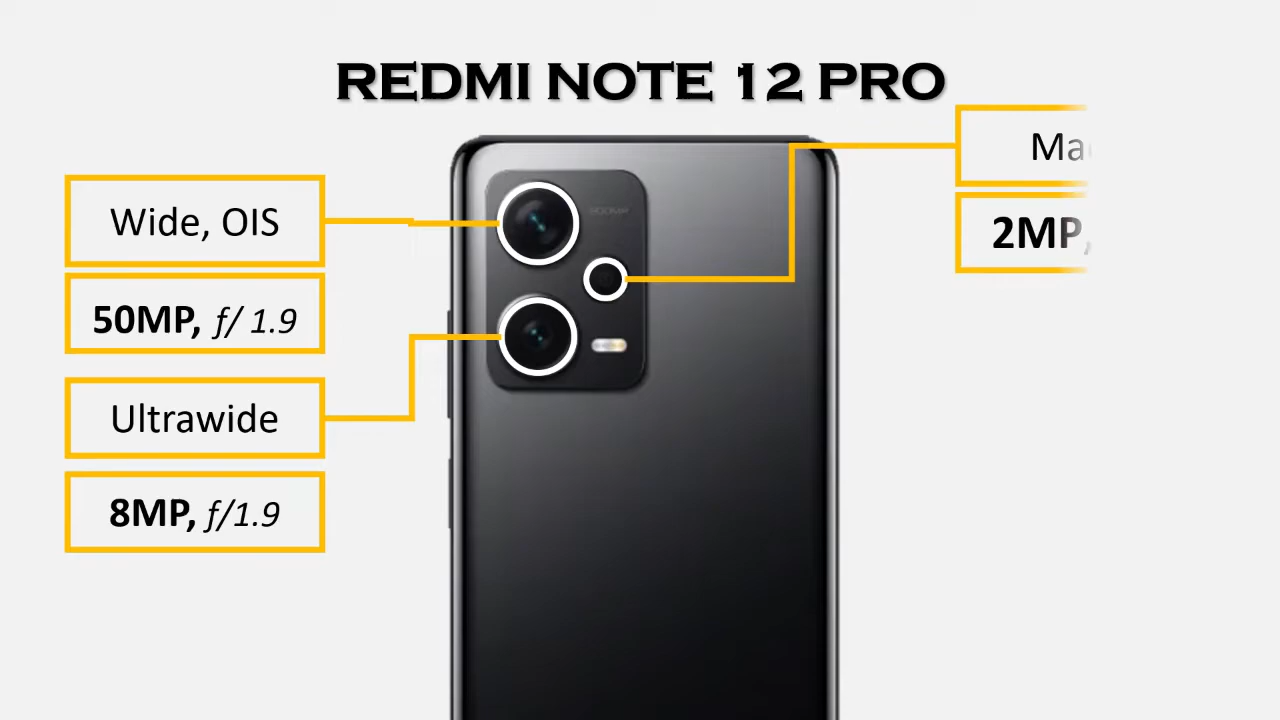 REDMI NOTE 12 PRO
Wide, OIS
50MP, f/ 1.9
Ultrawide
8MP, f/1.9
2MP,